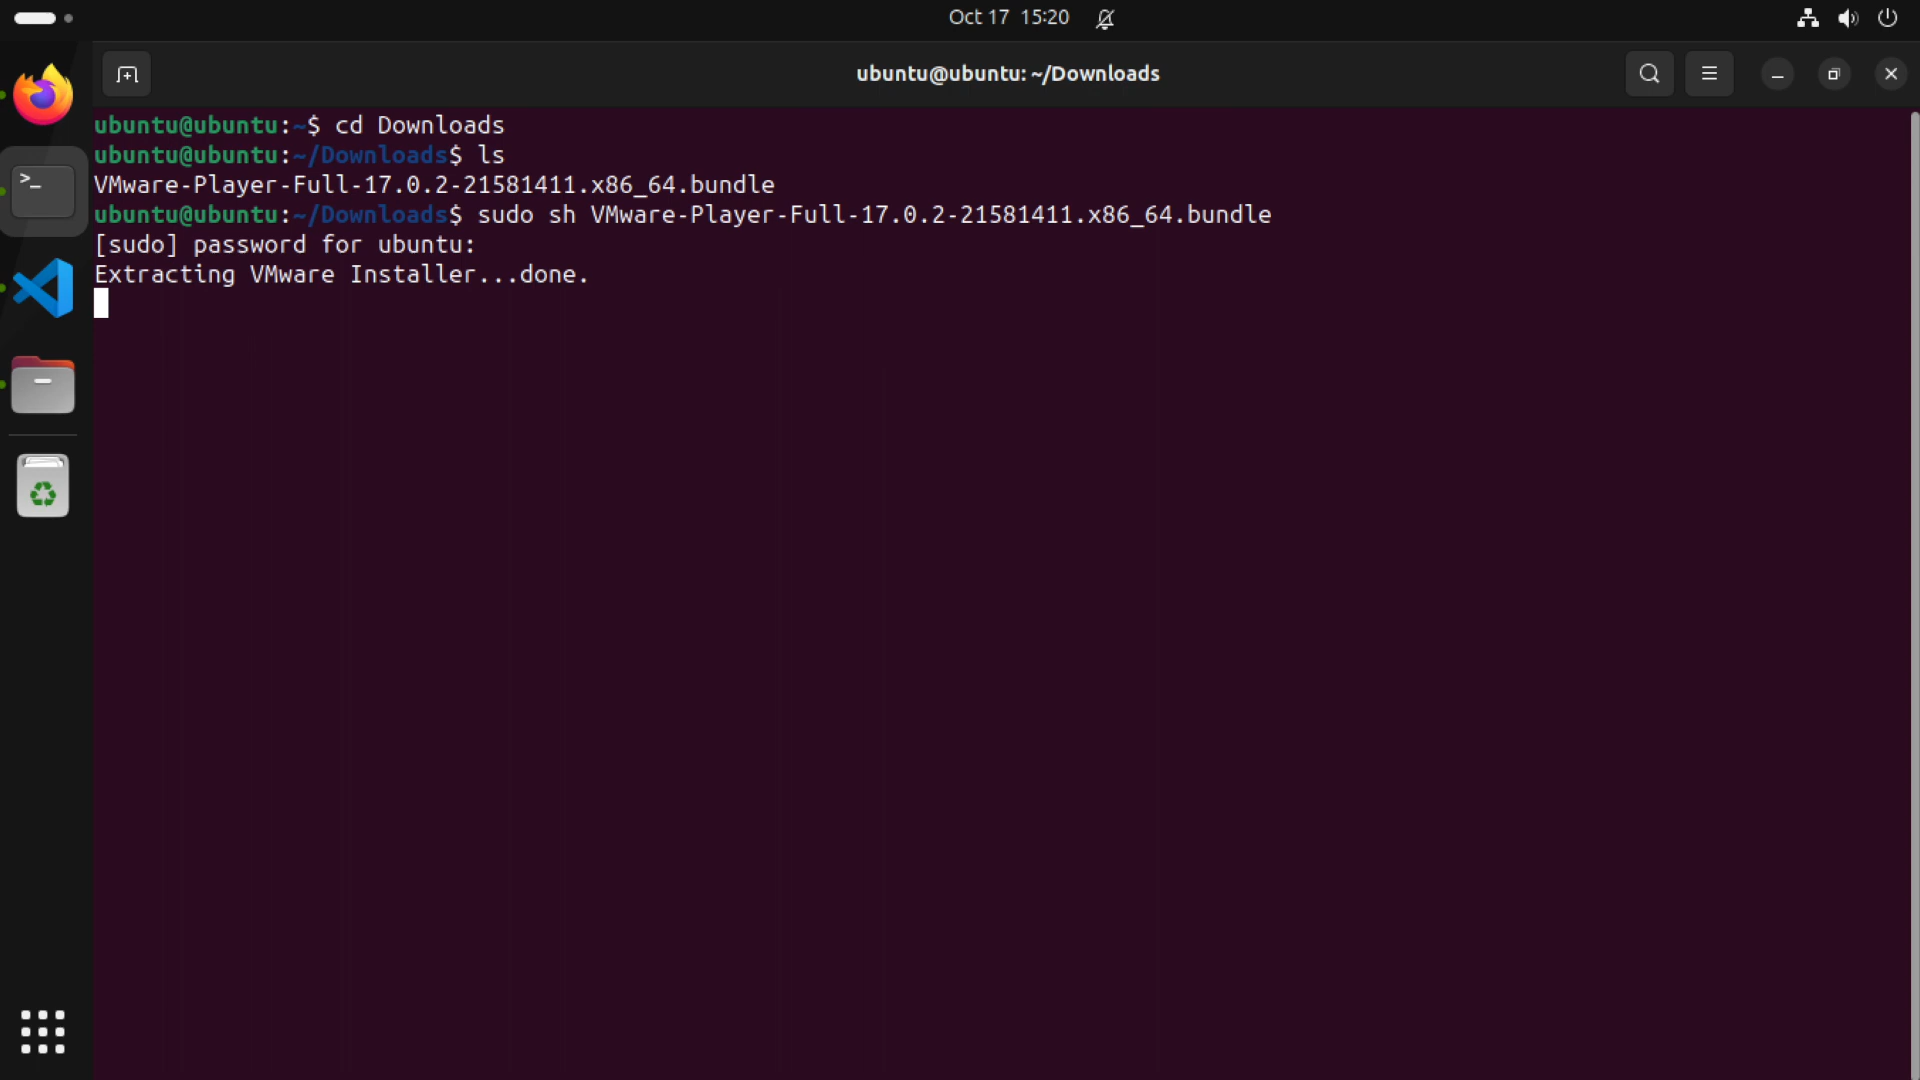 Oct 17 15:20
ubuntu@ubuntu: ~/Downloads
ubuntu@ubuntu:~$ cd Downloads
ubuntu@ubuntu:~/Downloads$ ls
VMware-Player-Full-17.0.2-21581411.x86_64.bundle
ubuntu@ubuntu:~/Downloads$ sudo sh VMware-Player-Full-17.0.2-21581411.x86_64.bundle
[sudo] password for ubuntu:
Extracting VMware Installer...done.